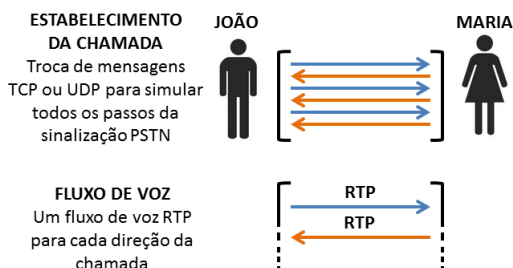 ESTABELECIMENTO
DA CHAMADA
Troca de mensagens
TCP ou UDP para simular
todos os passos da
sinalização PSTN
JOÃO
MARIA
FLUXO DE VOZ
Um fluxo de voz RTP
para cada direção da
chamada
RTP
RTP